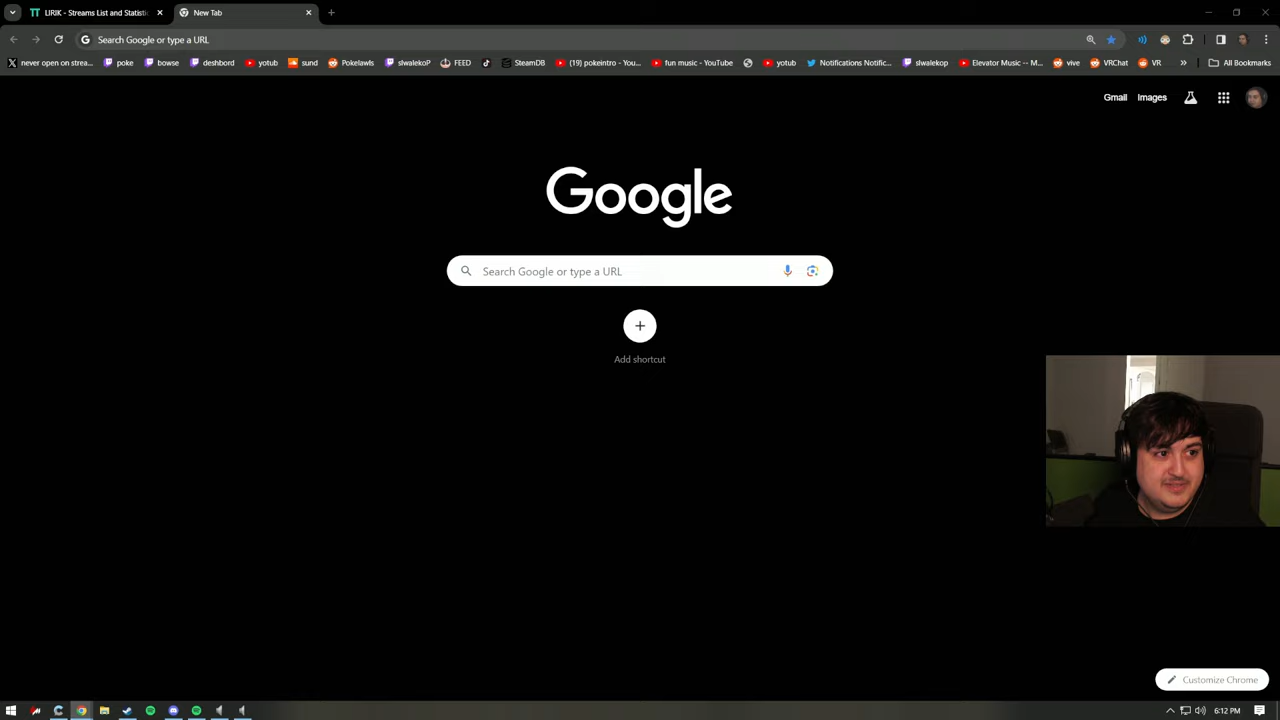 LIRIK - Streams List and Statisti
New Tab
Search Google or type a URL
never open on strea...
poke
bowse
deshbord
yotub
sund
Pokelawls
slwalekoP
FEED
SteamDB
(19) pokeintro - You...
fun music - YouTube
yotub
Notifications Notific...
slwalekop
Elevator Music -- M...
vive
VRChat
VR
All Bookmarks
Gmail
Images
Google
Search Google or type a URL
Add shortcut
Customize Chrome
6:12 PM